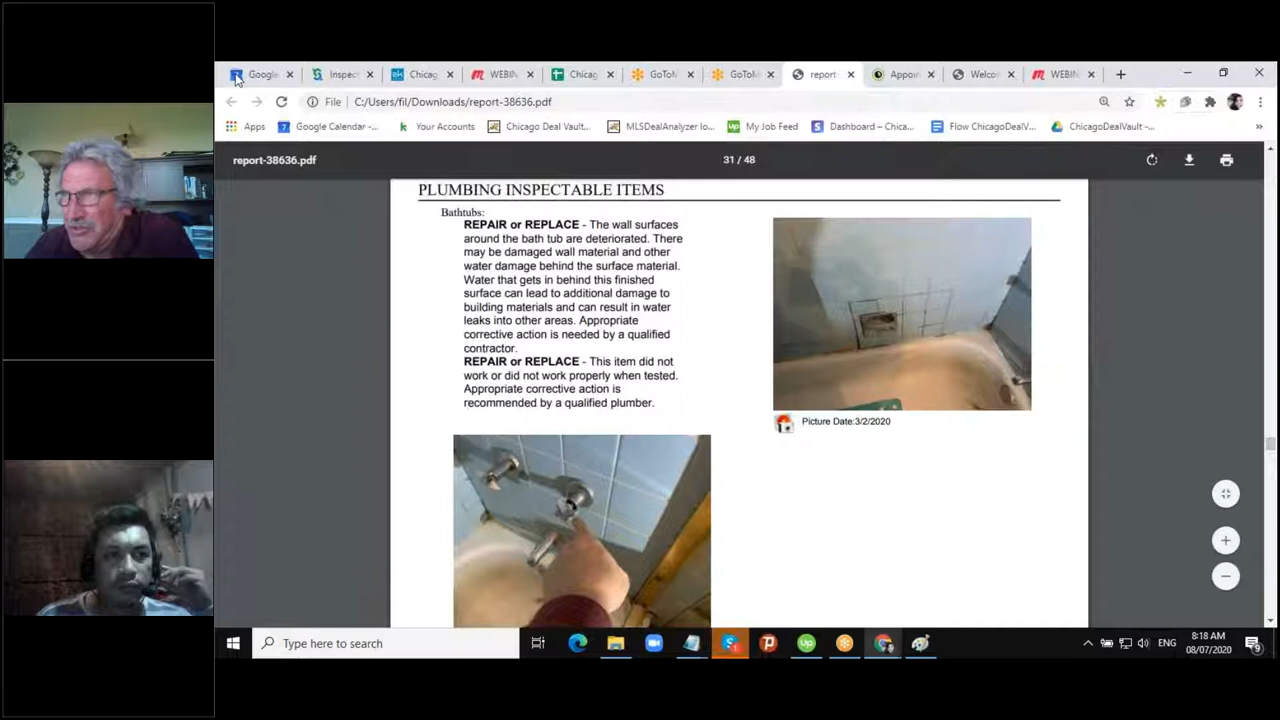 Google
Inspect
Chicag
WEBIN
Chicag
GoToM
GoToM
report-
Appoin
Welco
WEBIN
File
C:/Users/fil/Downloads/report-38636.pdf
Apps
Google Calendar -...
Your Accounts
Chicago Deal Vault...
MLSDealAnalyzer lo...
My Job Feed
Dashboard – Chica...
Flow ChicagoDealV...
ChicagoDealVault -...
»
report-38636.pdf
31 / 48
PLUMBING INSPECTABLE ITEMS
Bathtubs:
REPAIR or REPLACE - The wall surfaces
around the bath tub are deteriorated. There
may be damaged wall material and other
water damage behind the surface material.
Water that gets in behind this finished
surface can lead to additional damage to
building materials and can result in water
leaks into other areas. Appropriate
corrective action is needed by a qualified
contractor.
REPAIR or REPLACE - This item did not
work or did not work properly when tested.
Appropriate corrective action is
recommended by a qualified plumber.
Picture Date:3/2/2020
Type here to search
ENG
8:18 AM
08/07/2020